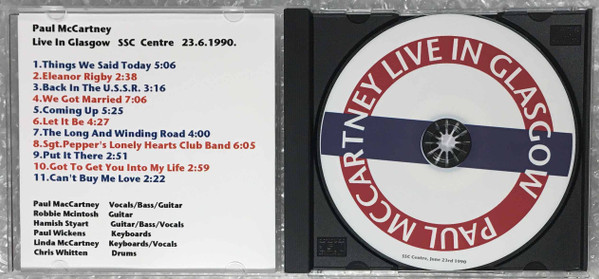 Paul McCartney
Live In Glasgow SSC Centre 23.6.1990.
1.Things We Said Today 5:06
2.Eleanor Rigby 2:38
3.Back In The U.S.S.R. 3:16
4.We Got Married 7:06
5.Coming Up 5:25
6.Let It Be 4:27
7.The Long And Winding Road 4:00
8.Sgt.Pepper's Lonely Hearts Club Band 6:05
9.Put It There 2:51
10.Got To Get You Into My Life 2:59
11.Can't Buy Me Love 2:22
Paul MacCartney Vocals/Bass/Guitar
Robbie Mcintosh Guitar
Hamish Styart Guitar/Bass/Vocals
Paul Wickens Keyboards
Linda McCartney Keyboards/Vocals
Chris Whitten Drums
PAUL MCCARTNEY LIVE IN GLASGOW
SSC Centre, June 23rd 1990